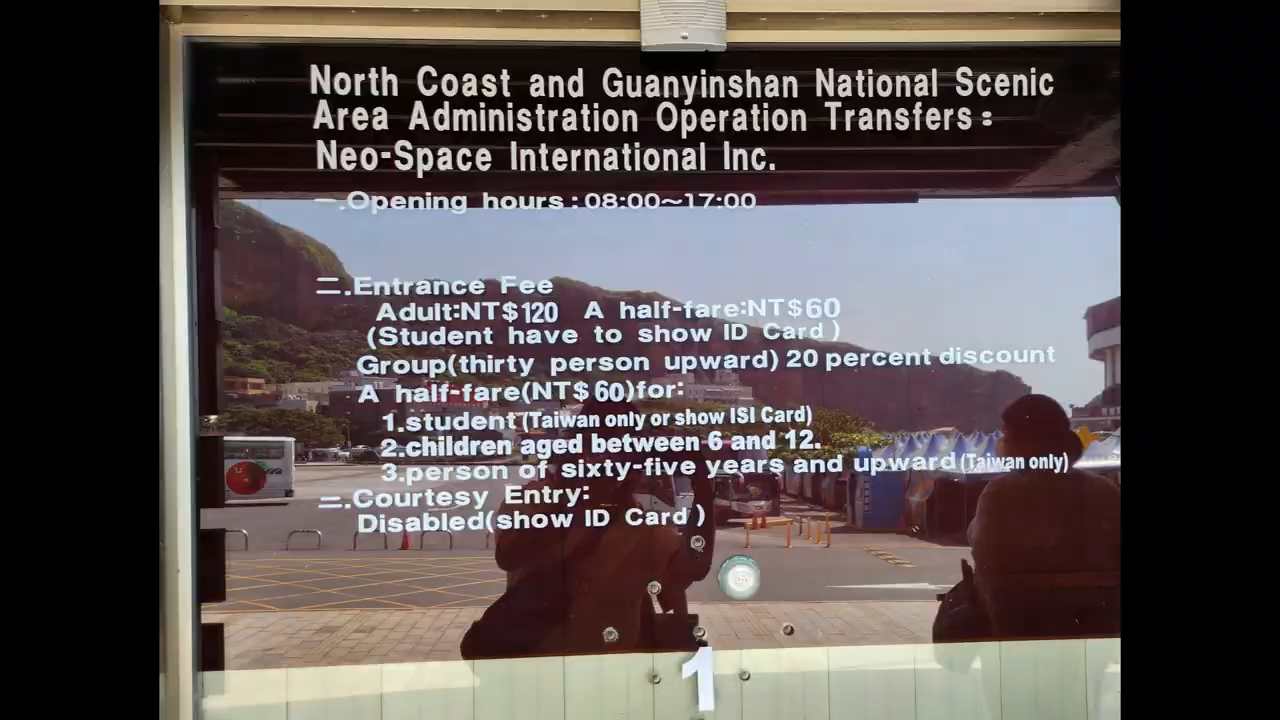 North Coast and Guanyinshan National Scenic
Area Administration Operation Transfers:
Neo-Space International Inc.
一.Opening hours:08:00~17:00
二.Entrance Fee
Adult:NT$120 A half-fare:NT$60
(Student have to show ID Card)
Group(thirty person upward) 20 percent discount
A half-fare(NT$60)for:
1.student(Taiwan only or show ISI Card)
2.children aged between 6 and 12.
3.person of sixty-five years and upward(Taiwan only)
二.Courtesy Entry:
Disabled(show ID Card)
1